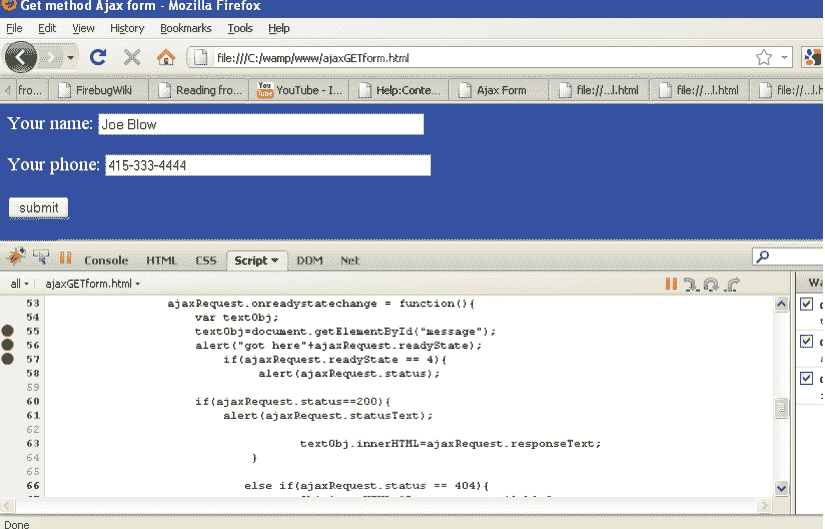 Get method Ajax form - Mozilla Firefox
File Edit View History Bookmarks Tools Help
file:///C:/wamp/www/ajaxGETform.html
fro... FirebugWiki Reading fro... You Tube YouTube - I... Help:Conte... Ajax Form file://...l.html file://...l.html file://...l.h
Your name: Joe Blow
Your phone: 415-333-4444
submit
Console HTML CSS Script DOM Net
all ajaxGETform.html Wa
53 ajaxRequest.onreadystatechange = function(){
54 var textObj;
55 textObj=document.getElementById("message");
56 alert("got here"+ajaxRequest.readyState);
57 if(ajaxRequest.readyState == 4){
58 alert(ajaxRequest.status);
59
60 if(ajaxRequest.status==200){
61 alert(ajaxRequest.statusText);
62
63 textObj.innerHTML=ajaxRequest.responseText;
64 }
65
66 else if(ajaxRequest.status == 404){
Done